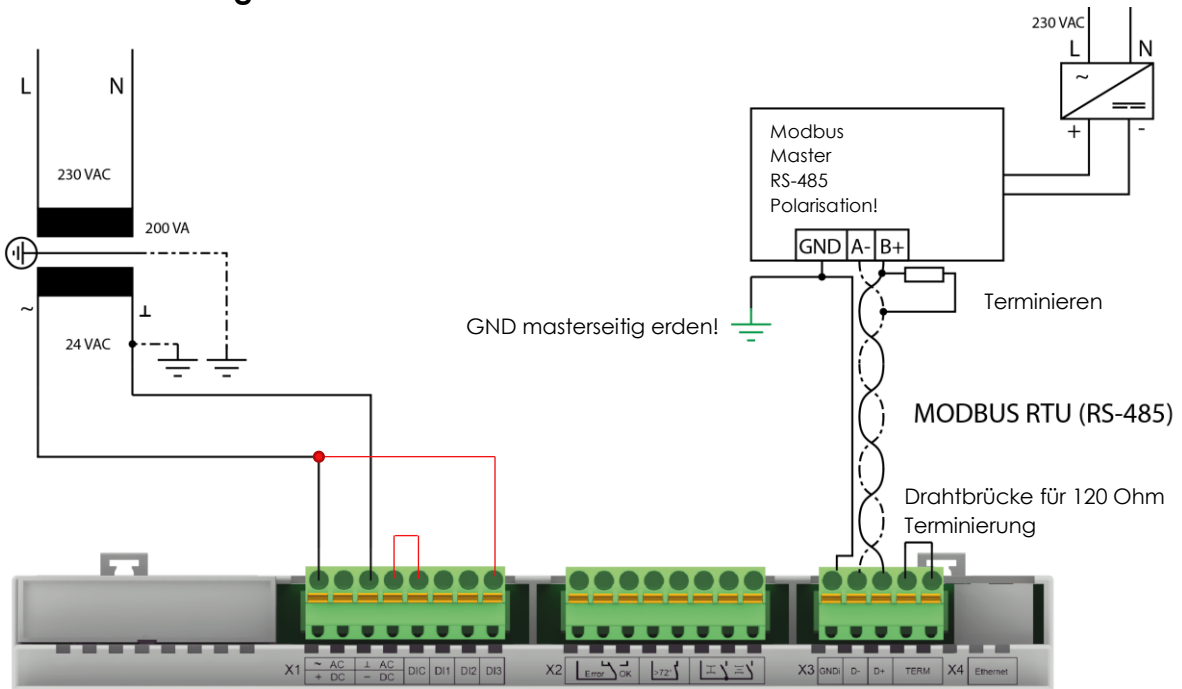 230 VAC
L N
L N
~
+ -
Modbus
Master
RS-485
Polarisation!
230 VAC
200 VA
GND A- B+
Terminieren
~ ⊥
GND masterseitig erden!
24 VAC
MODBUS RTU (RS-485)
Drahtbrücke für 120 Ohm
Terminierung
X1 ~ AC ⊥ AC DIC DI1 DI2 DI3 X2 Error OK >72° X3 GNDi D- D+ TERM X4 Ethernet
+ DC − DC